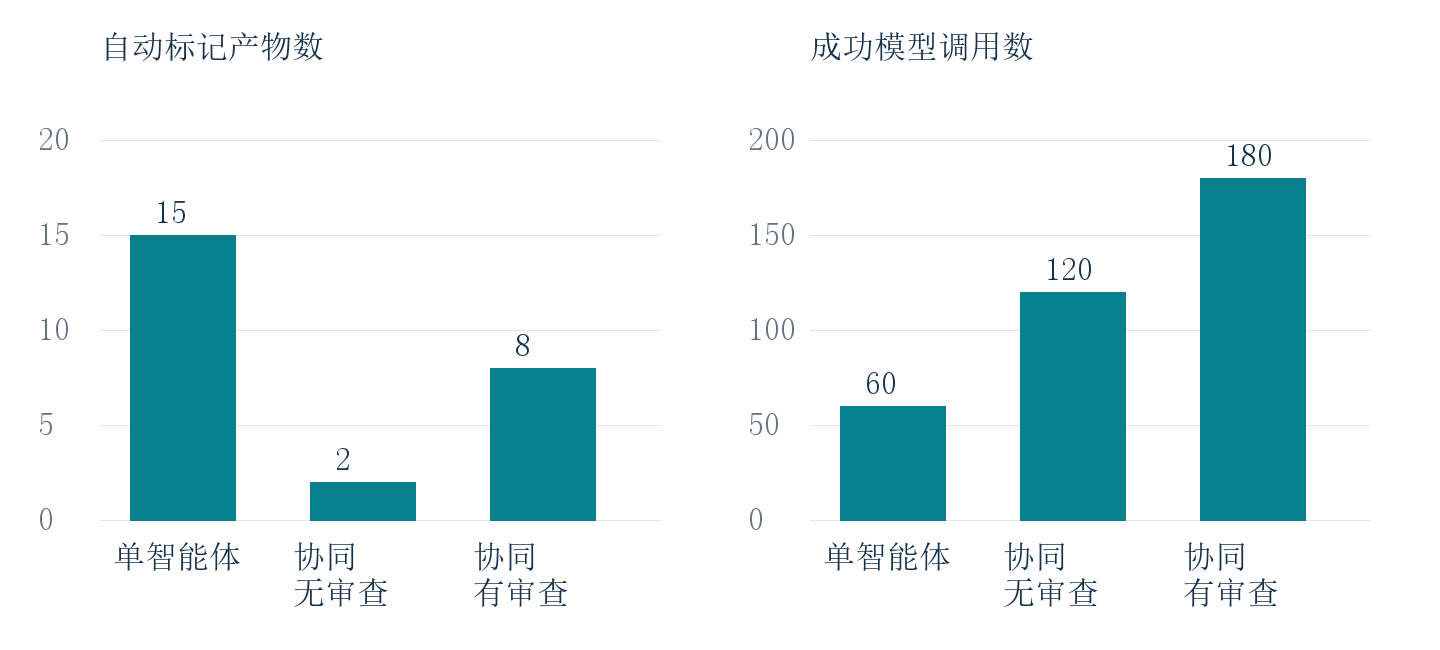 自动标记产物数
20
15
10
5
0
15
2
8
单智能体
协同
无审查
协同
有审查
成功模型调用数
200
150
100
50
0
60
120
180
单智能体
协同
无审查
协同
有审查